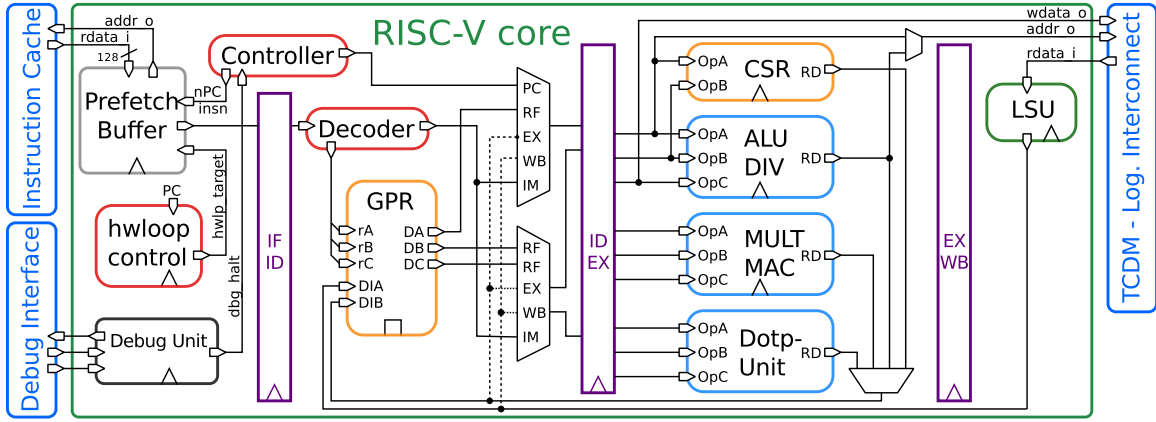 Instruction Cache
Debug Interface
RISC-V core
TCDM - Log. Interconnect
addr_o
rdata_i
128
Prefetch
Buffer
nPC
insn
hwlp_target
PC
hwloop
control
dbg_halt
Debug Unit
Controller
IF
ID
Decoder
GPR
rA
rB
rC
DIA
DIB
DA
DB
DC
PC
RF
EX
WB
IM
RF
RF
EX
WB
IM
ID
EX
OpA
OpB
CSR
RD
OpA
OpB
OpC
ALU
DIV
RD
OpA
OpB
OpC
MULT
MAC
RD
OpA
OpB
OpC
Dotp-
Unit
RD
EX
WB
wdata_o
addr_o
rdata_i
LSU